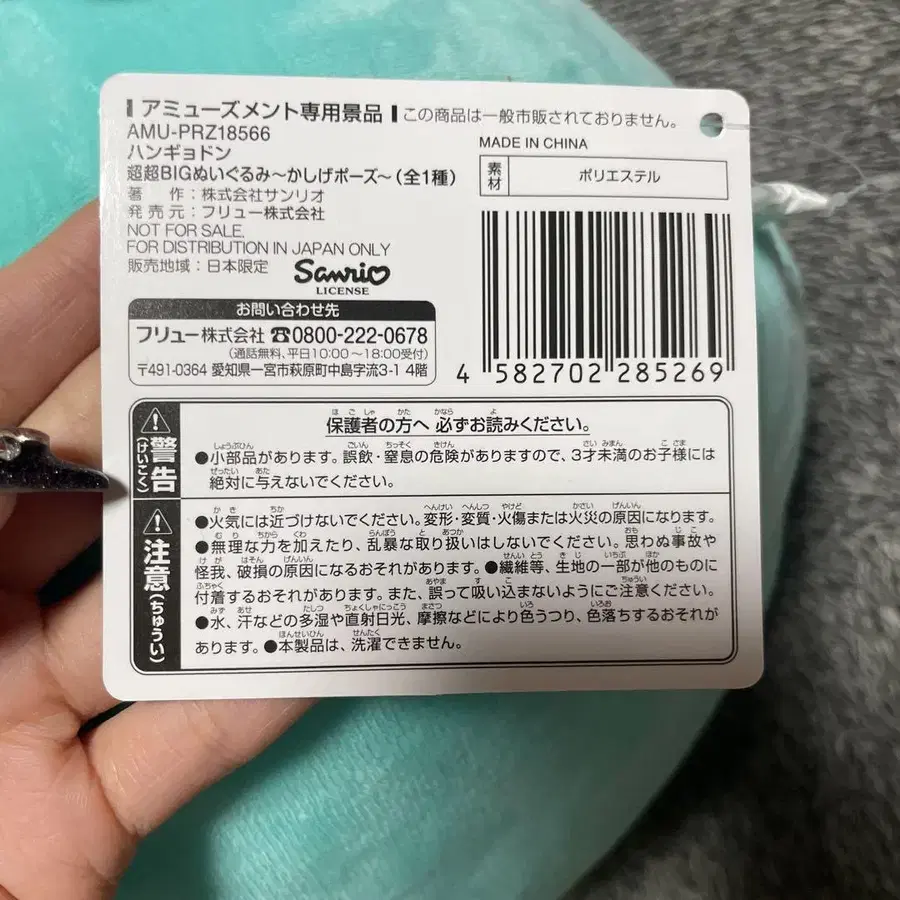 アミューズメント専用景品 この商品は一般市販されておりません。
AMU-PRZ18566
ハンギョドン
超超BIGぬいぐるみ~かしげポーズ~(全1種)
著 作:株式会社サンリオ
発 売 元:フリュー株式会社
NOT FOR SALE.
FOR DISTRIBUTION IN JAPAN ONLY
販売地域:日本限定
Sanrio
LICENSE
お問い合わせ先
フリュー株式会社 ☎0800-222-0678
(通話無料、平日10:00~18:00受付)
〒491-0364 愛知県一宮市萩原町中島字流3-1 4階
MADE IN CHINA
素材 ポリエステル
4 582702 285269
警告(けいこく)
保護者の方へ 必ずお読みください。
●小部品があります。誤飲・窒息の危険がありますので、3才未満のお子様には
絶対に与えないでください。
注意(ちゅうい)
●火気には近づけないでください。変形・変質・火傷または火災の原因になります。
●無理な力を加えたり、乱暴な取り扱いはしないでください。思わぬ事故や
怪我、破損の原因になるおそれがあります。●繊維等、生地の一部が他のものに
付着するおそれがあります。また、誤って吸い込まないようにご注意ください。
●水、汗などの多湿や直射日光、摩擦などにより色うつり、色落ちするおそれが
あります。●本製品は、洗濯できません。